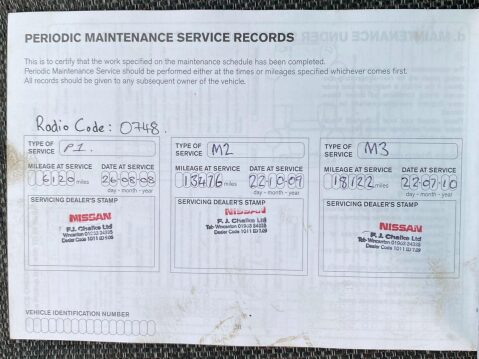 PERIODIC MAINTENANCE SERVICE RECORDS
This is to certify that the work specified on the maintenance schedule has been completed.
Periodic Maintenance Service should be performed either at the times or mileages specified whichever comes first.
All records should be given to any subsequent owner of the vehicle.
Radio Code: 0748.
TYPE OF SERVICE P1.
MILEAGE AT SERVICE DATE AT SERVICE
6120 miles 26-08-08
day - month - year
SERVICING DEALER'S STAMP
NISSAN
F.J. Chalke Ltd
TYPE OF SERVICE M2
MILEAGE AT SERVICE DATE AT SERVICE
13476 miles 22-10-09
day - month - year
SERVICING DEALER'S STAMP
NISSAN
F. J. Chalke Ltd
TYPE OF SERVICE M3
MILEAGE AT SERVICE DATE AT SERVICE
18122 miles 22-07-10
day - month - year
SERVICING DEALER'S STAMP
NISSAN
F. J. Chalke Ltd
VEHICLE IDENTIFICATION NUMBER